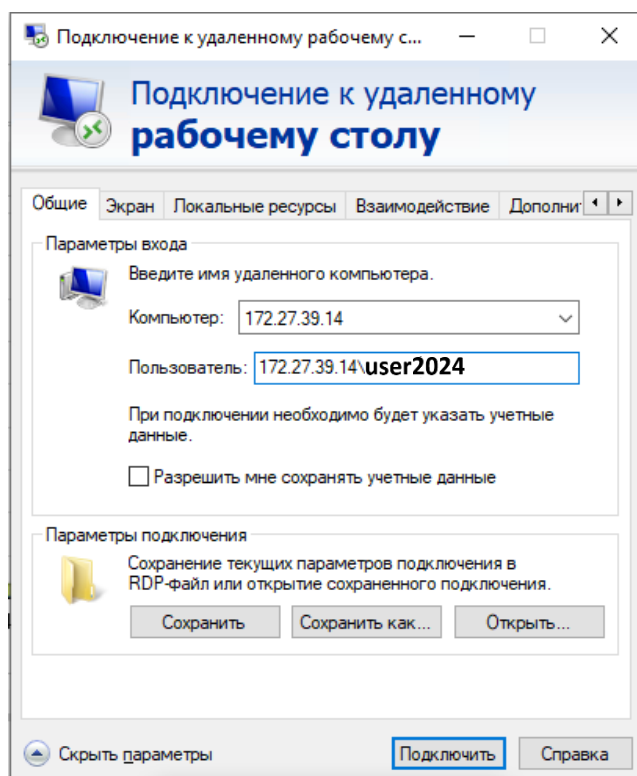 Подключение к удаленному рабочему с...
Подключение к удаленному
рабочему столу
Общие Экран Локальные ресурсы Взаимодействие Дополни
Параметры входа
Введите имя удаленного компьютера.
Компьютер: 172.27.39.14
Пользователь: 172.27.39.14\user2024
При подключении необходимо будет указать учетные
данные.
Разрешить мне сохранять учетные данные
Параметры подключения
Сохранение текущих параметров подключения в
RDP-файл или открытие сохраненного подключения.
Сохранить Сохранить как... Открыть...
Скрыть параметры Подключить Справка